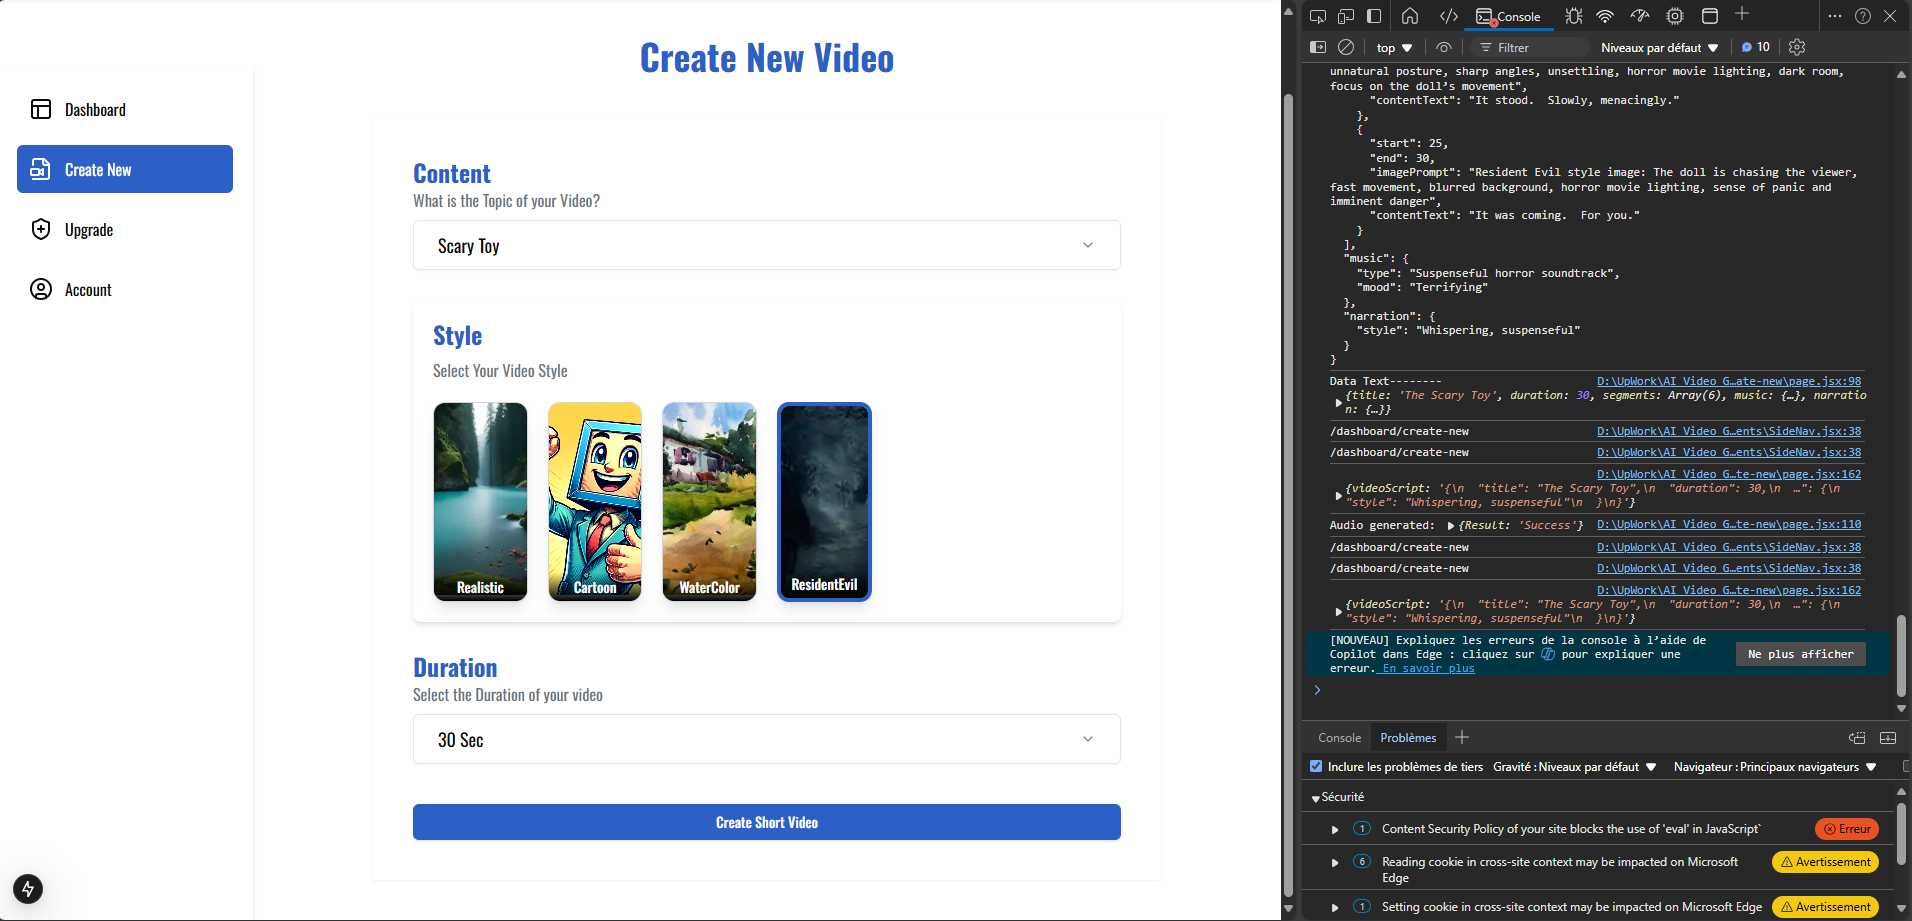 Create New Video
Dashboard
Create New
Upgrade
Account
Content
What is the Topic of your Video?
Scary Toy
Style
Select Your Video Style
Realistic
Cartoon
WaterColor
ResidentEvil
Duration
Select the Duration of your video
30 Sec
Create Short Video
Console
top
Filtrer
Niveaux par défaut
10
unnatural posture, sharp angles, unsettling, horror movie lighting, dark room,
focus on the doll’s movement",
"contentText": "It stood.  Slowly, menacingly."
},
{
"start": 25,
"end": 30,
"imagePrompt": "Resident Evil style image: The doll is chasing the viewer,
fast movement, blurred background, horror movie lighting, sense of panic and
imminent danger",
"contentText": "It was coming.  For you."
}
],
"music": {
"type": "Suspenseful horror soundtrack",
"mood": "Terrifying"
},
"narration": {
"style": "Whispering, suspenseful"
}
}
Data Text-------- D:\UpWork\AI Video G…ate-new\page.jsx:98
{title: 'The Scary Toy', duration: 30, segments: Array(6), music: {…}, narratio
n: {…}}
/dashboard/create-new D:\UpWork\AI Video G…ents\SideNav.jsx:38
/dashboard/create-new D:\UpWork\AI Video G…ents\SideNav.jsx:38
D:\UpWork\AI Video G…te-new\page.jsx:162
{videoScript: '{\n  "title": "The Scary Toy",\n  "duration": 30,\n  …": {\n
"style": "Whispering, suspenseful"\n  }\n}'}
Audio generated: {Result: 'Success'} D:\UpWork\AI Video G…te-new\page.jsx:110
/dashboard/create-new D:\UpWork\AI Video G…ents\SideNav.jsx:38
/dashboard/create-new D:\UpWork\AI Video G…ents\SideNav.jsx:38
D:\UpWork\AI Video G…te-new\page.jsx:162
{videoScript: '{\n  "title": "The Scary Toy",\n  "duration": 30,\n  …": {\n
"style": "Whispering, suspenseful"\n  }\n}'}
[NOUVEAU] Expliquez les erreurs de la console à l’aide de
Copilot dans Edge : cliquez sur pour expliquer une
erreur. En savoir plus
Ne plus afficher
Console
Problèmes
Inclure les problèmes de tiers
Gravité : Niveaux par défaut
Navigateur : Principaux navigateurs
Sécurité
1 Content Security Policy of your site blocks the use of 'eval' in JavaScript` Erreur
6 Reading cookie in cross-site context may be impacted on Microsoft
Edge
Avertissement
1 Setting cookie in cross-site context may be impacted on Microsoft Edge Avertissement